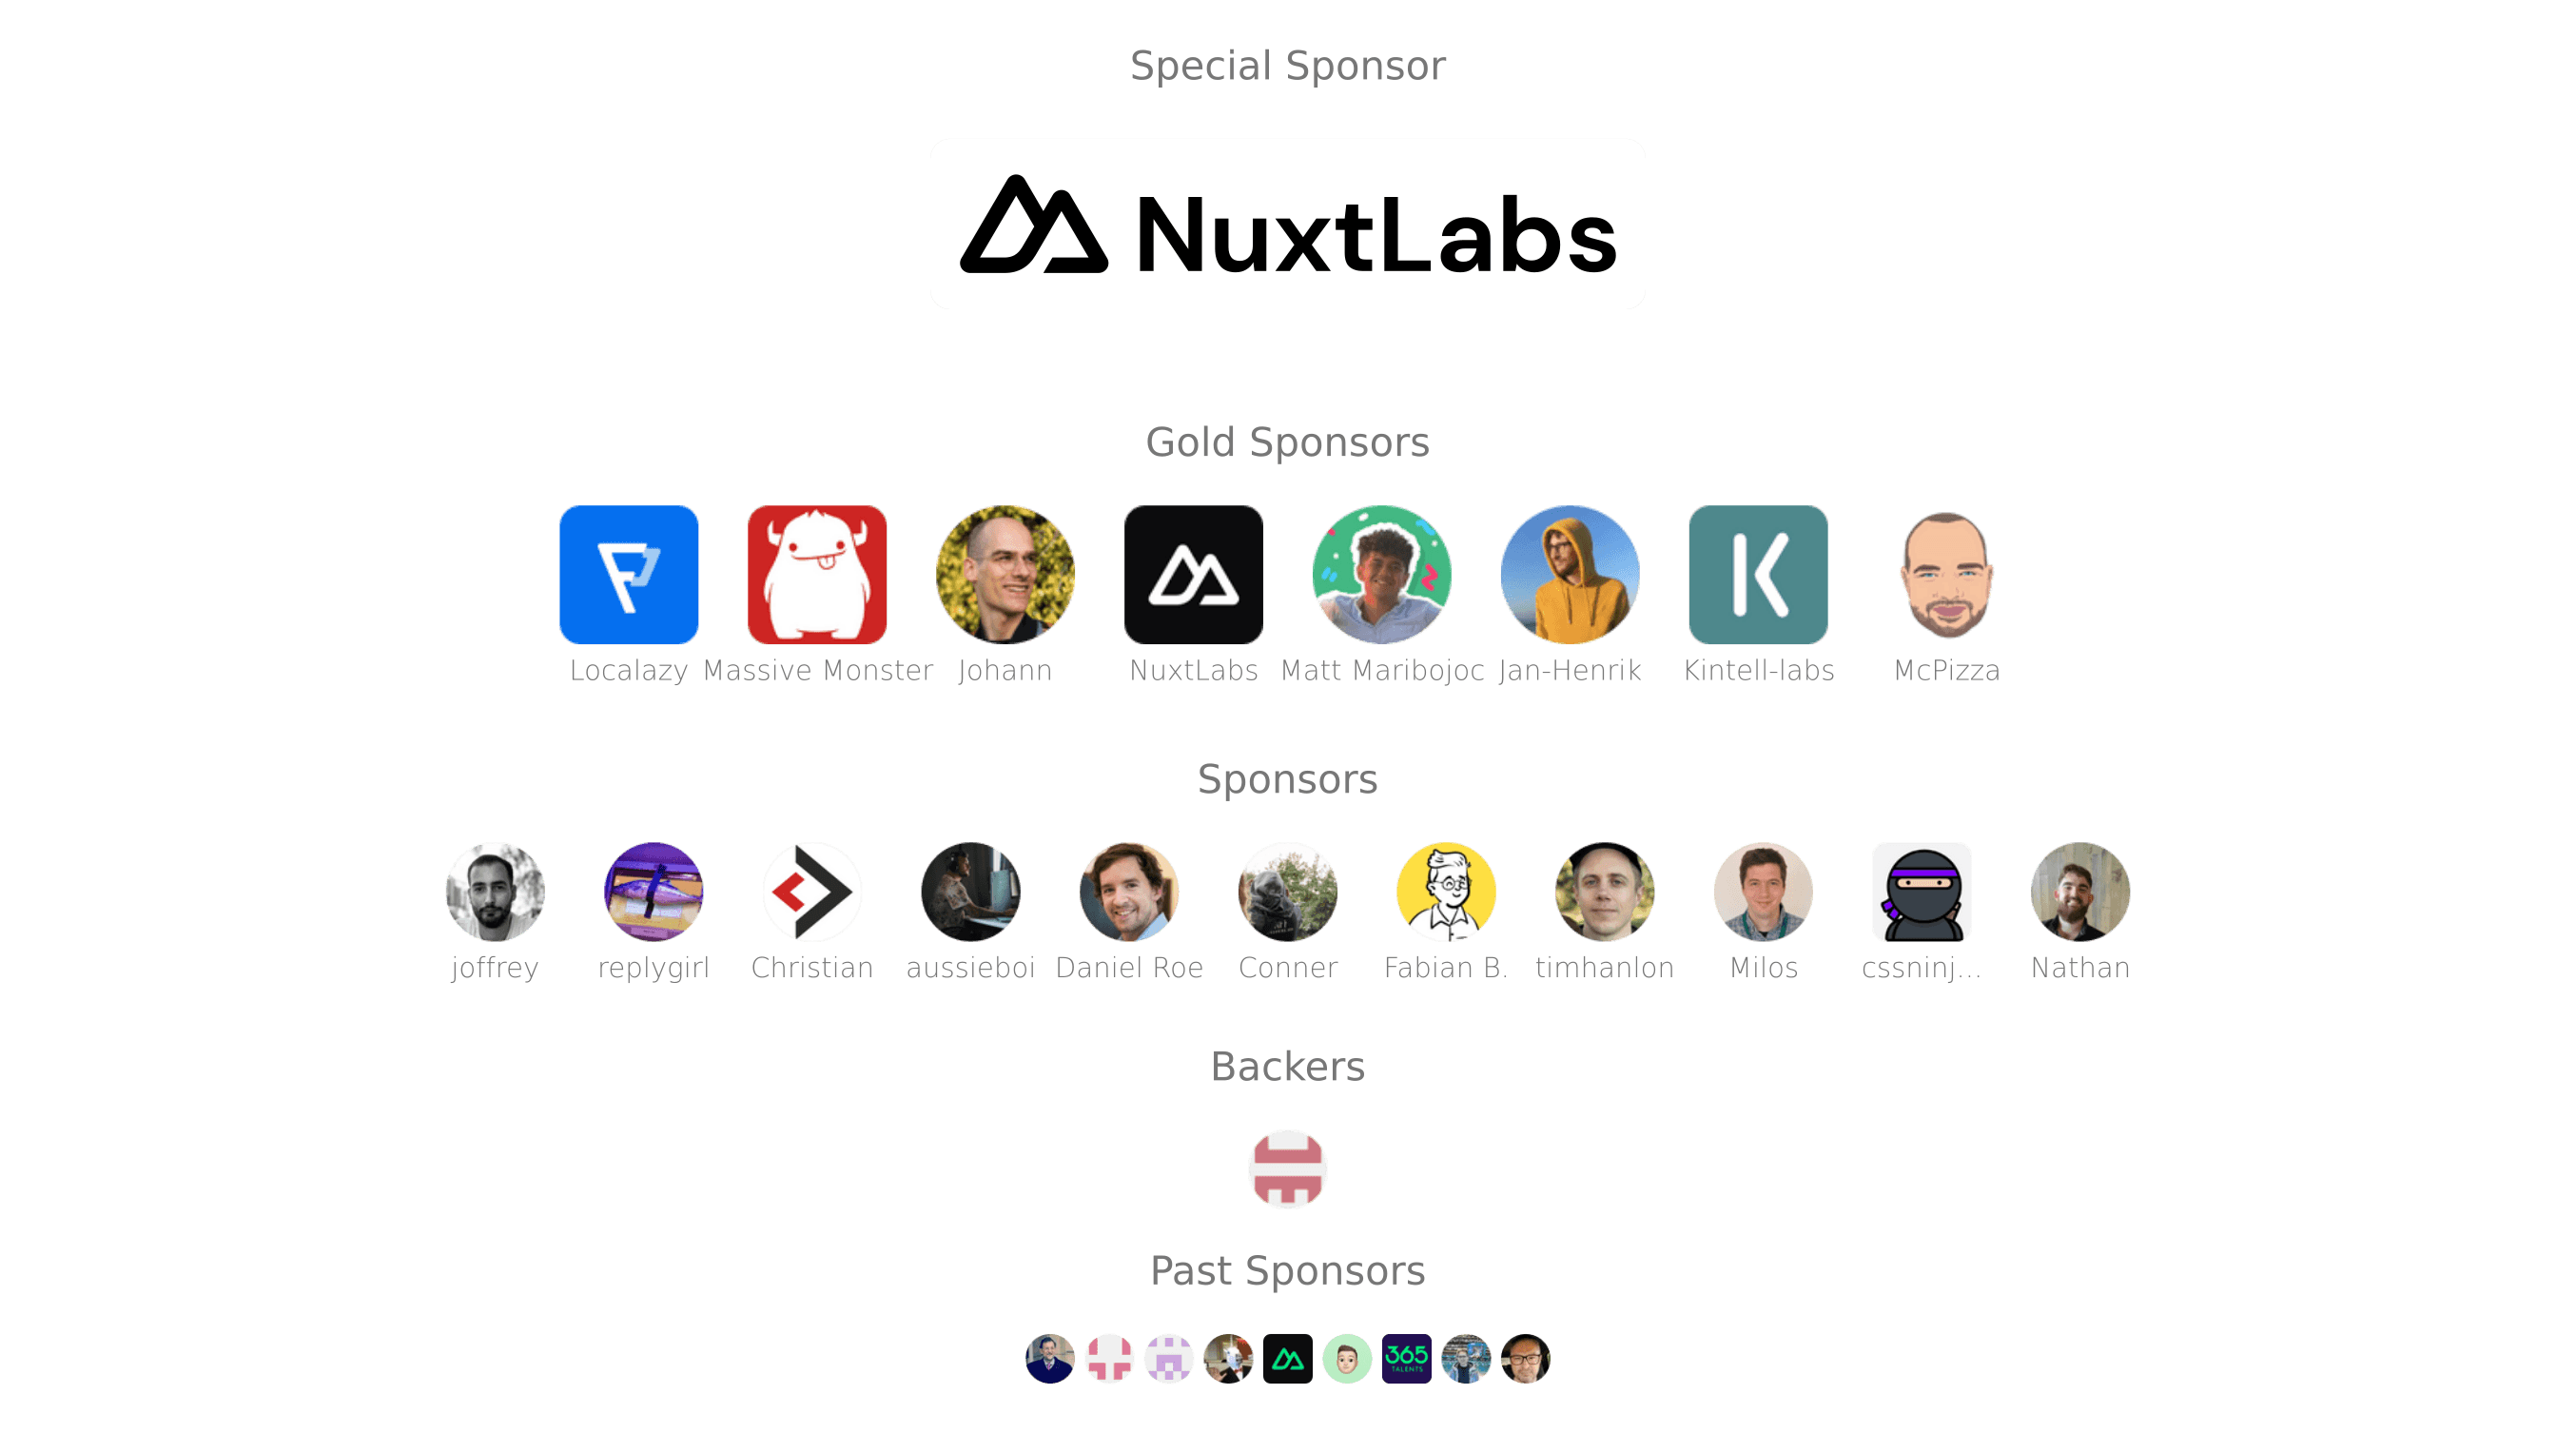 Special Sponsor
NuxtLabs
Gold Sponsors
Localazy Massive Monster Johann NuxtLabs Matt Maribojoc Jan-Henrik Kintell-labs McPizza
Sponsors
joffrey replygirl Christian aussieboi Daniel Roe Conner Fabian B. timhanlon Milos cssninj... Nathan
Backers
Past Sponsors
365
TALENTS